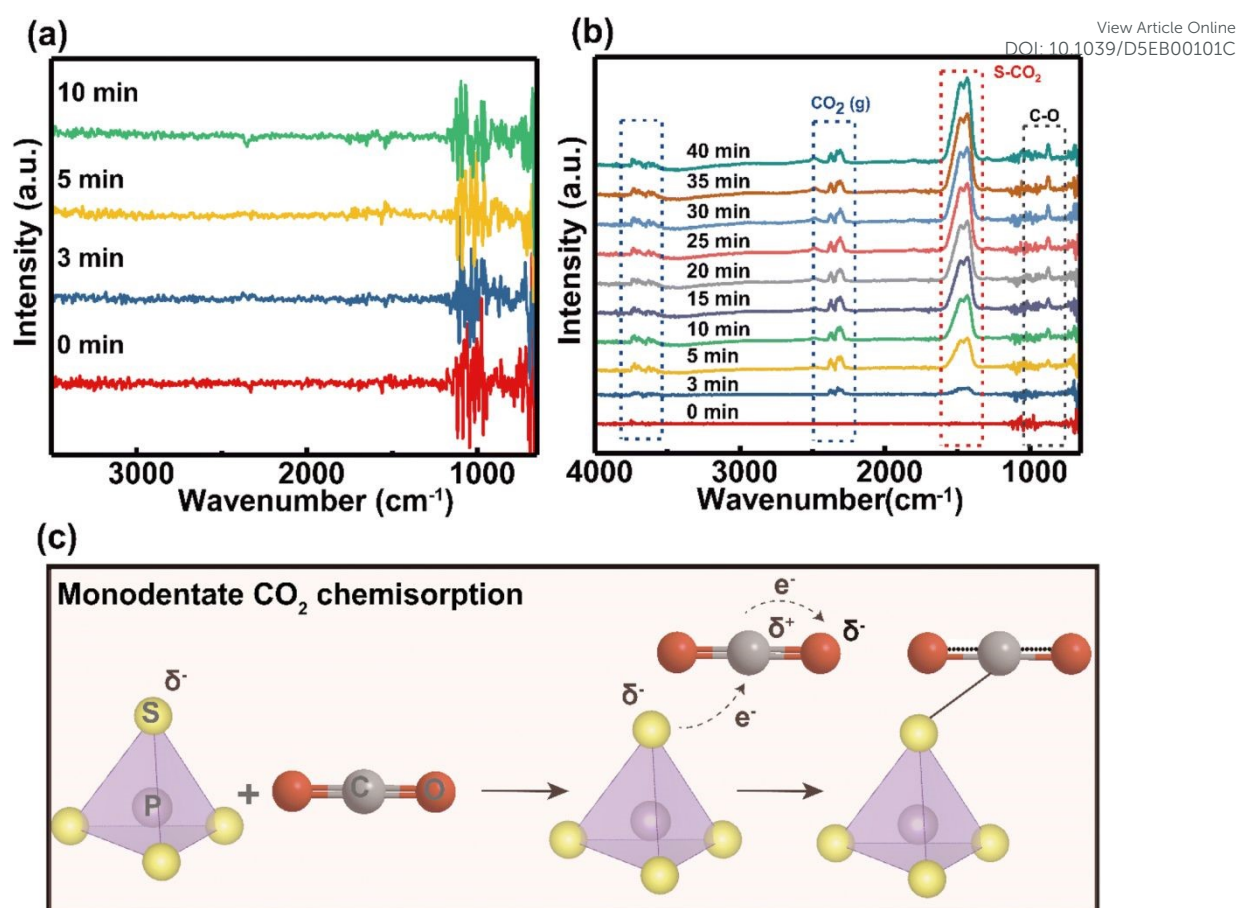 View Article Online
DOI: 10.1039/D5EB00101C
(a)
10 min
5 min
3 min
0 min
Intensity (a.u.)
3000 2000 1000
Wavenumber (cm⁻¹)
(b)
S-CO₂
CO₂ (g)
C-O
40 min
35 min
30 min
25 min
20 min
15 min
10 min
5 min
3 min
0 min
Intensity (a.u.)
4000 3000 2000 1000
Wavenumber(cm⁻¹)
(c)
Monodentate CO₂ chemisorption
e⁻
δ⁺ δ⁻
δ⁻ δ⁻
S
e⁻
P + C O